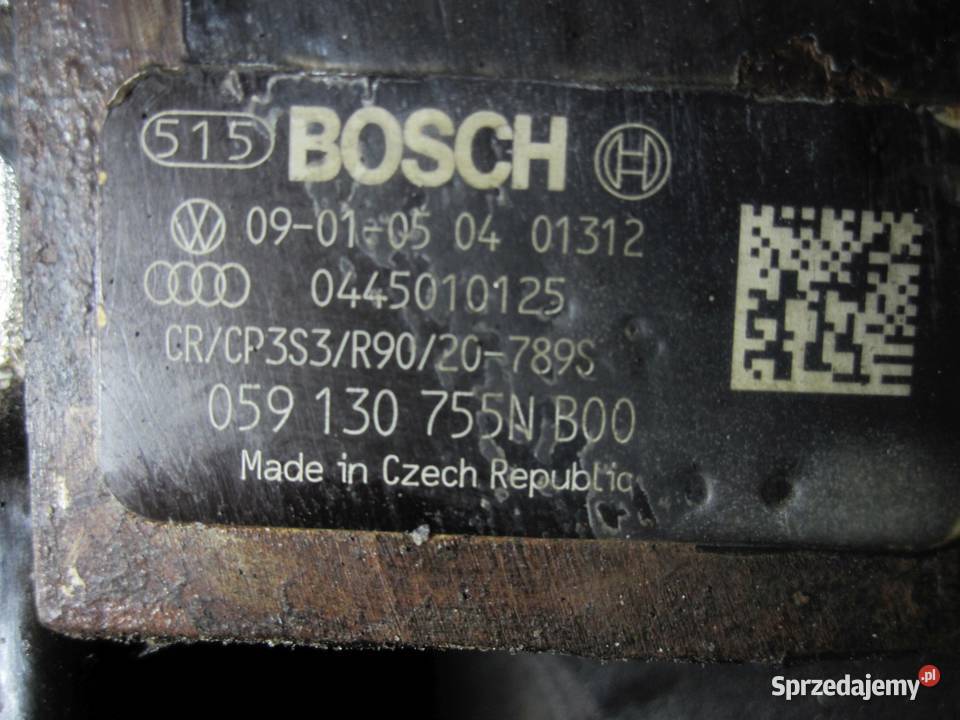 515 BOSCH
09-01-05 04 01312
0445010125
CR/CP3S3/R90/20-789S
059 130 755N B00
Made in Czech Republic
Sprzedajemy.pl